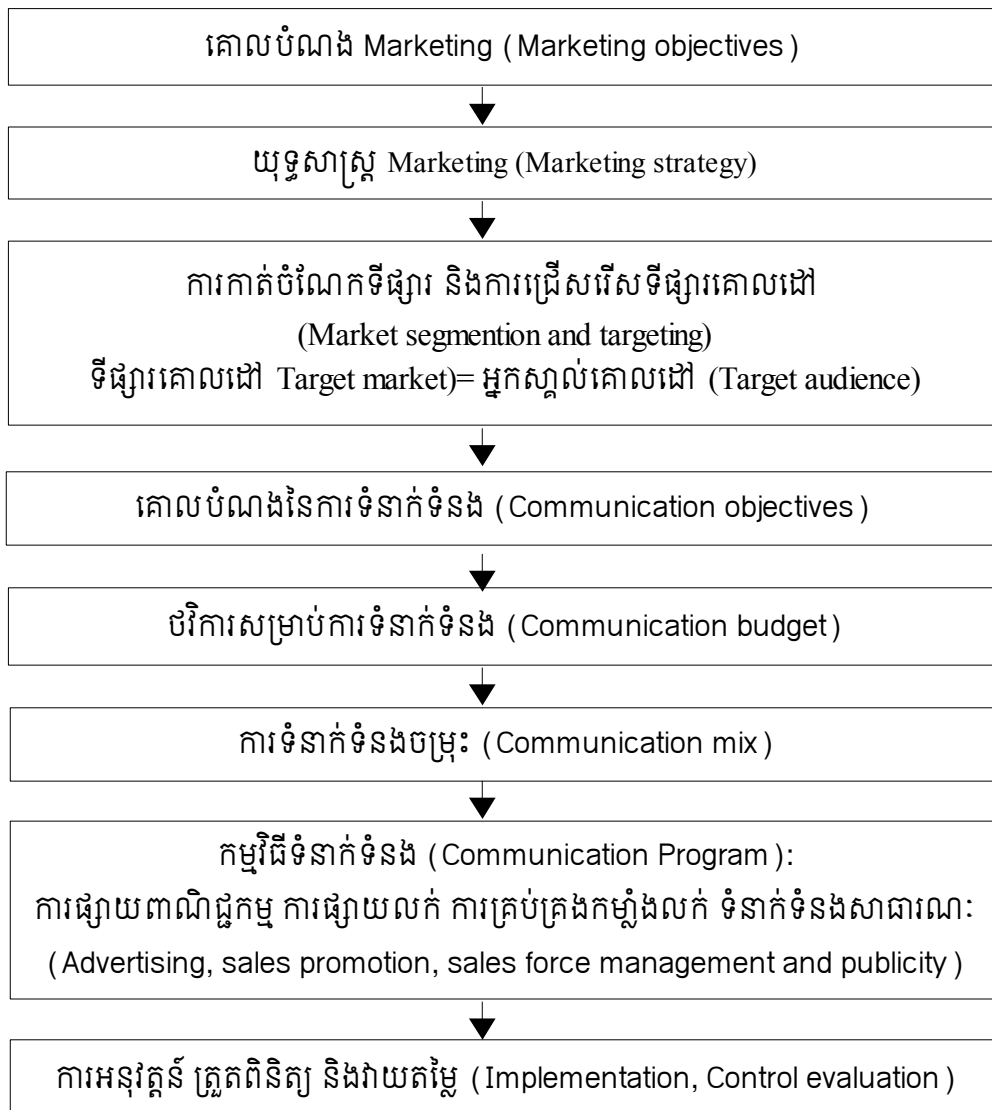 គោលបំណង Marketing (Marketing objectives)
យុទ្ធសាស្ត្រ Marketing (Marketing strategy)
ការកាត់ចំណែកទីផ្សារ និងការជ្រើសរើសទីផ្សារគោលដៅ
(Market segmention and targeting)
ទីផ្សារគោលដៅ Target market)= អ្នកស្គាល់គោលដៅ (Target audience)
គោលបំណងនៃការទំនាក់ទំនង (Communication objectives)
ថវិការសម្រាប់ការទំនាក់ទំនង (Communication budget)
ការទំនាក់ទំនងចម្រុះ (Communication mix)
កម្មវិធីទំនាក់ទំនង (Communication Program):
ការផ្សាយពាណិជ្ជកម្ម ការផ្សាយលក់ ការគ្រប់គ្រងកម្លាំងលក់ ទំនាក់ទំនងសាធារណៈ
(Advertising, sales promotion, sales force management and publicity)
ការអនុវត្តន៍ ត្រួតពិនិត្យ និងវាយតម្លៃ (Implementation, Control evaluation)